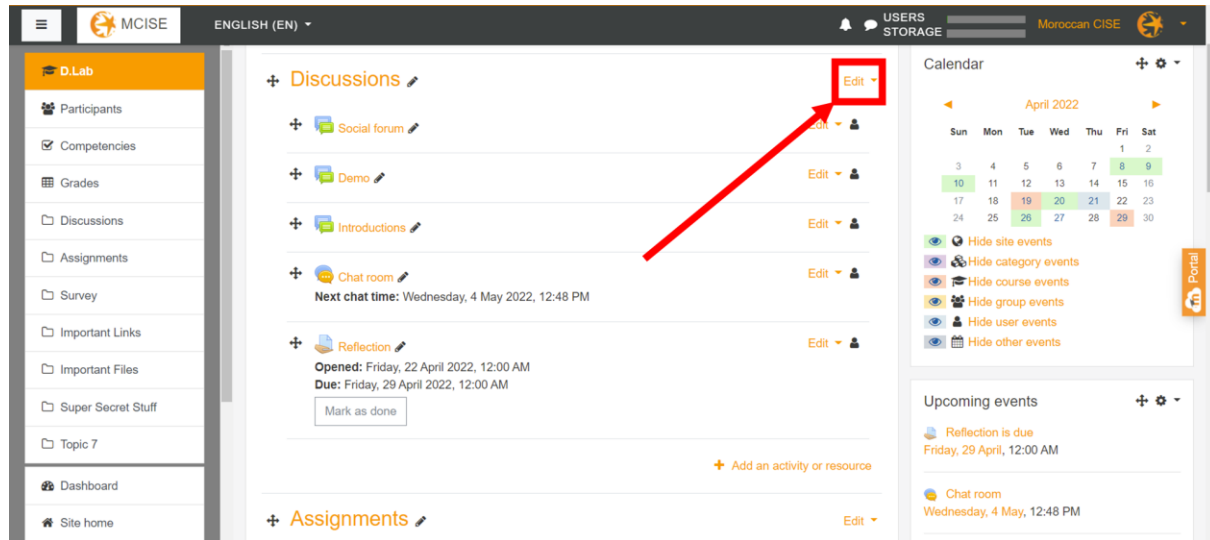 MCISE
ENGLISH (EN)
USERS
STORAGE
Moroccan CISE
D.Lab
Participants
Competencies
Grades
Discussions
Assignments
Survey
Important Links
Important Files
Super Secret Stuff
Topic 7
Dashboard
Site home
Discussions
Edit
Social forum
Edit
Demo
Edit
Introductions
Edit
Chat room
Edit
Next chat time: Wednesday, 4 May 2022, 12:48 PM
Reflection
Edit
Opened: Friday, 22 April 2022, 12:00 AM
Due: Friday, 29 April 2022, 12:00 AM
Mark as done
Add an activity or resource
Assignments
Edit
Calendar
April 2022
Sun Mon Tue Wed Thu Fri Sat
1 2
3 4 5 6 7 8 9
10 11 12 13 14 15 16
17 18 19 20 21 22 23
24 25 26 27 28 29 30
Hide site events
Hide category events
Hide course events
Hide group events
Hide user events
Hide other events
Upcoming events
Reflection is due
Friday, 29 April, 12:00 AM
Chat room
Wednesday, 4 May, 12:48 PM
m Portal